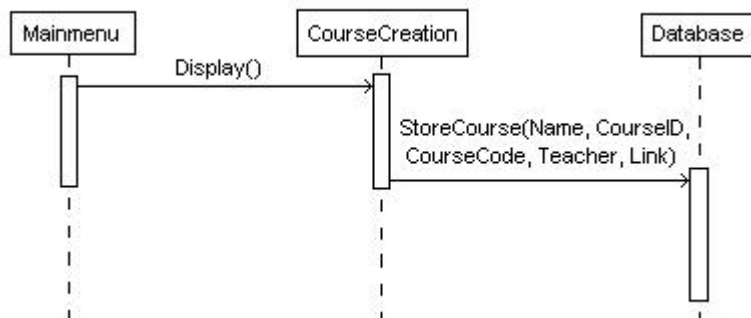 Mainmenu
CourseCreation
Database
Display()
StoreCourse(Name, CourseID,
CourseCode, Teacher, Link)